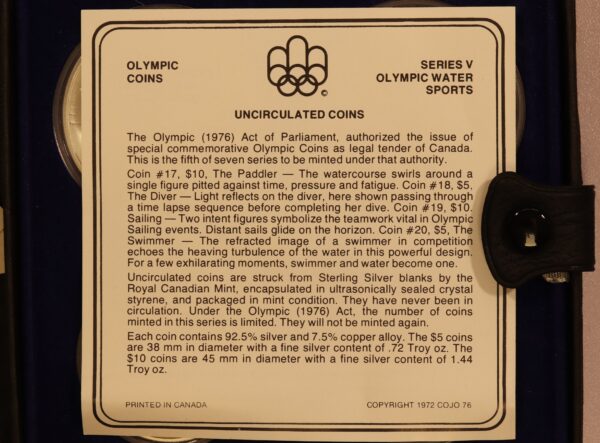 OLYMPIC
COINS
SERIES V
OLYMPIC WATER
SPORTS
©
UNCIRCULATED COINS
The Olympic (1976) Act of Parliament, authorized the issue of
special commemorative Olympic Coins as legal tender of Canada.
This is the fifth of seven series to be minted under that authority.
Coin #17, $10, The Paddler — The watercourse swirls around a
single figure pitted against time, pressure and fatigue. Coin #18, $5,
The Diver — Light reflects on the diver, here shown passing through
a time lapse sequence before completing her dive. Coin #19, $10,
Sailing — Two intent figures symbolize the teamwork vital in Olympic
Sailing events. Distant sails glide on the horizon. Coin #20, $5, The
Swimmer — The refracted image of a swimmer in competition
echoes the heaving turbulence of the water in this powerful design.
For a few exhilarating moments, swimmer and water become one.
Uncirculated coins are struck from Sterling Silver blanks by the
Royal Canadian Mint, encapsulated in ultrasonically sealed crystal
styrene, and packaged in mint condition. They have never been in
circulation. Under the Olympic (1976) Act, the number of coins
minted in this series is limited. They will not be minted again.
Each coin contains 92.5% silver and 7.5% copper alloy. The $5 coins
are 38 mm in diameter with a fine silver content of .72 Troy oz. The
$10 coins are 45 mm in diameter with a fine silver content of 1.44
Troy oz.
PRINTED IN CANADA
COPYRIGHT 1972 COJO 76